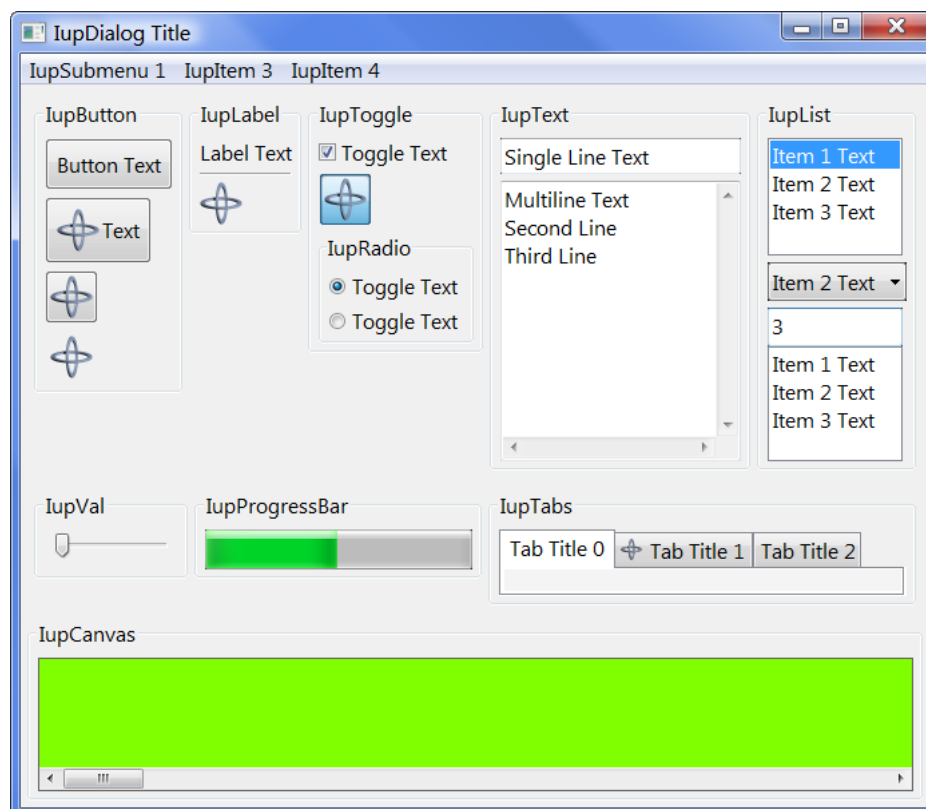 IupDialog Title
IupSubmenu 1 IupItem 3 IupItem 4
IupButton
Button Text
Text
IupLabel
Label Text
IupToggle
Toggle Text
IupRadio
Toggle Text
Toggle Text
IupText
Single Line Text
Multiline Text
Second Line
Third Line
IupList
Item 1 Text
Item 2 Text
Item 3 Text
Item 2 Text
3
Item 1 Text
Item 2 Text
Item 3 Text
IupVal
IupProgressBar
IupTabs
Tab Title 0 Tab Title 1 Tab Title 2
IupCanvas